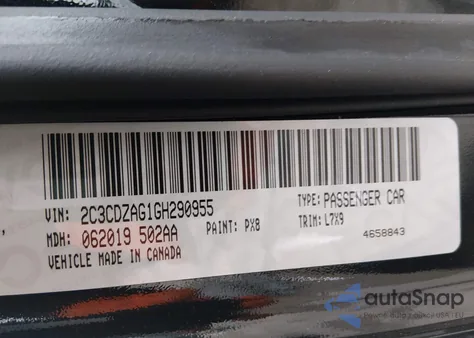 VIN: 2C3CDZAG1GH290955
TYPE: PASSENGER CAR
MDH: 062019 502AA
PAINT: PX8
TRIM: L7X9
VEHICLE MADE IN CANADA
4658843
autoSnap